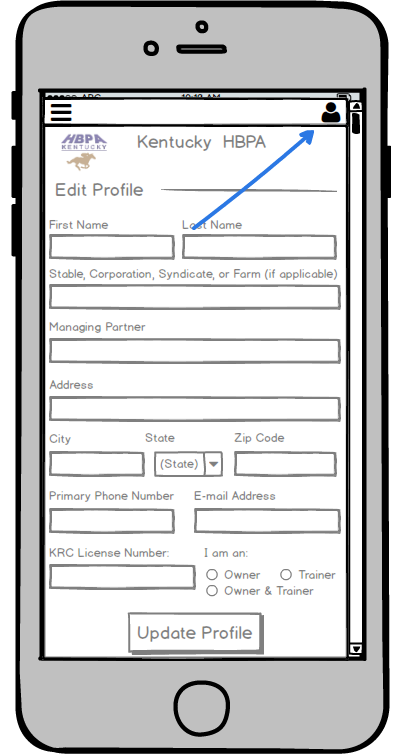 ABC 10:18 AM
HBPA
KENTUCKY
Kentucky HBPA
Edit Profile
First Name Last Name
Stable, Corporation, Syndicate, or Farm (if applicable)
Managing Partner
Address
City State Zip Code
(State)
Primary Phone Number E-mail Address
KRC License Number: I am an:
Owner Trainer
Owner & Trainer
Update Profile